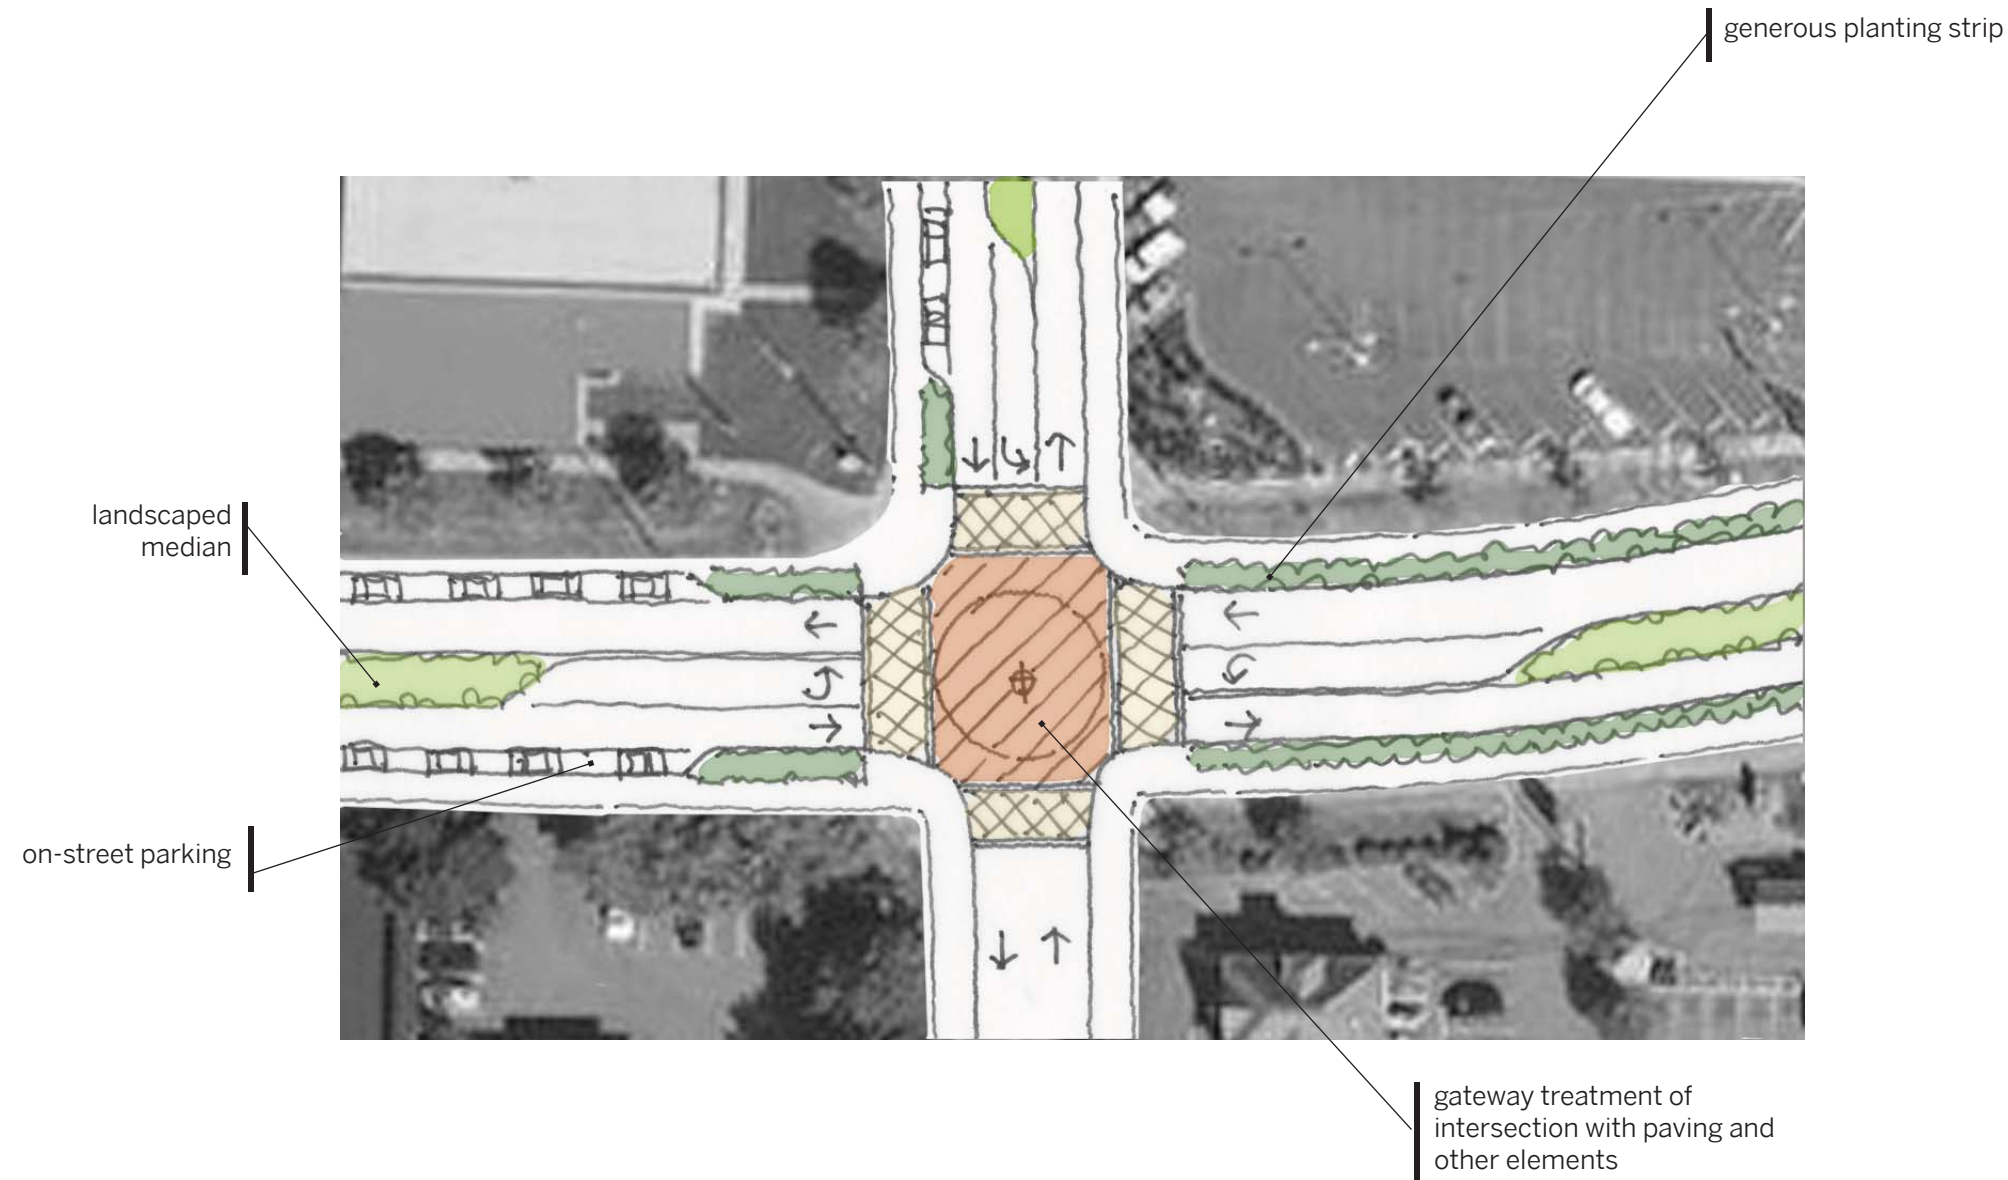 generous planting strip
landscaped
median
on-street parking
gateway treatment of
intersection with paving and
other elements